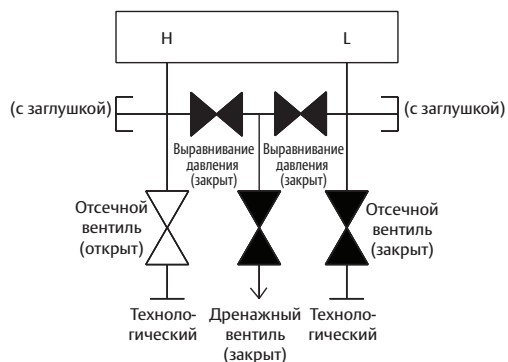 H
L
(с заглушкой)
(с заглушкой)
Выравнивание
давления
(закрыт)
Выравнивание
давления
(закрыт)
Отсечной
вентиль
(открыт)
Отсечной
вентиль
(закрыт)
Техноло-
гический
Дренажный
вентиль
(закрыт)
Техноло-
гический